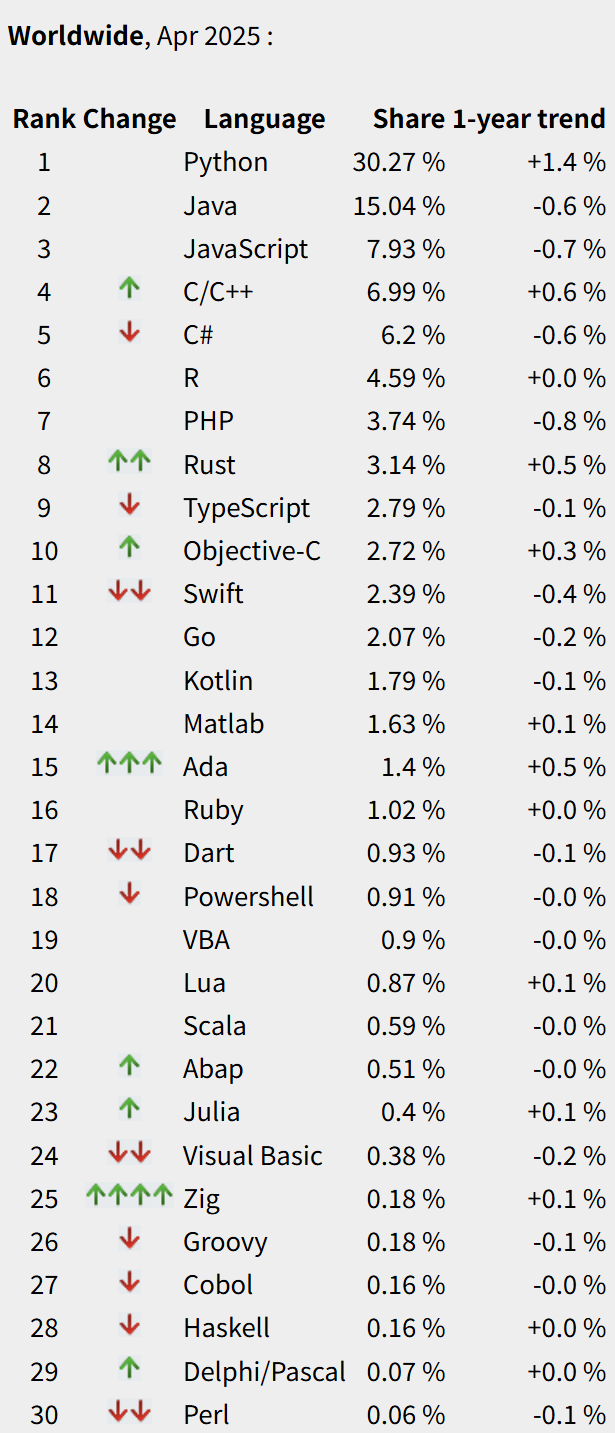 Worldwide, Apr 2025 :
Rank Change Language Share 1-year trend
1 Python 30.27 % +1.4 %
2 Java 15.04 % -0.6 %
3 JavaScript 7.93 % -0.7 %
4 ↑ C/C++ 6.99 % +0.6 %
5 ↓ C# 6.2 % -0.6 %
6 R 4.59 % +0.0 %
7 PHP 3.74 % -0.8 %
8 ↑↑ Rust 3.14 % +0.5 %
9 ↓ TypeScript 2.79 % -0.1 %
10 ↑ Objective-C 2.72 % +0.3 %
11 ↓↓ Swift 2.39 % -0.4 %
12 Go 2.07 % -0.2 %
13 Kotlin 1.79 % -0.1 %
14 Matlab 1.63 % +0.1 %
15 ↑↑↑ Ada 1.4 % +0.5 %
16 Ruby 1.02 % +0.0 %
17 ↓↓ Dart 0.93 % -0.1 %
18 ↓ Powershell 0.91 % -0.0 %
19 VBA 0.9 % -0.0 %
20 Lua 0.87 % +0.1 %
21 Scala 0.59 % -0.0 %
22 ↑ Abap 0.51 % -0.0 %
23 ↑ Julia 0.4 % +0.1 %
24 ↓↓ Visual Basic 0.38 % -0.2 %
25 ↑↑↑↑ Zig 0.18 % +0.1 %
26 ↓ Groovy 0.18 % -0.1 %
27 ↓ Cobol 0.16 % -0.0 %
28 ↓ Haskell 0.16 % +0.0 %
29 ↑ Delphi/Pascal 0.07 % +0.0 %
30 ↓↓ Perl 0.06 % -0.1 %